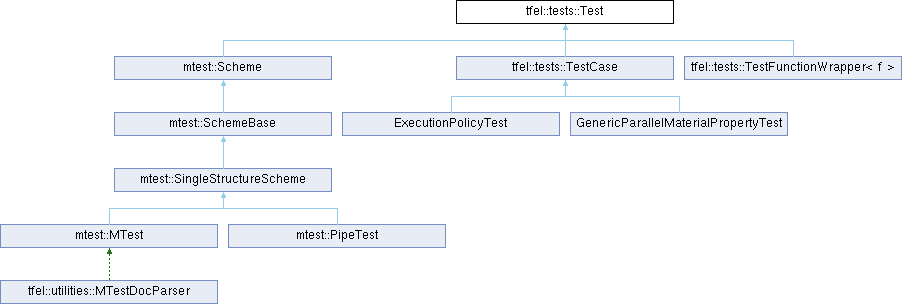 tfel::tests::Test
mtest::Scheme
tfel::tests::TestCase
tfel::tests::TestFunctionWrapper< f >
mtest::SchemeBase
ExecutionPolicyTest
GenericParallelMaterialPropertyTest
mtest::SingleStructureScheme
mtest::MTest
mtest::PipeTest
tfel::utilities::MTestDocParser